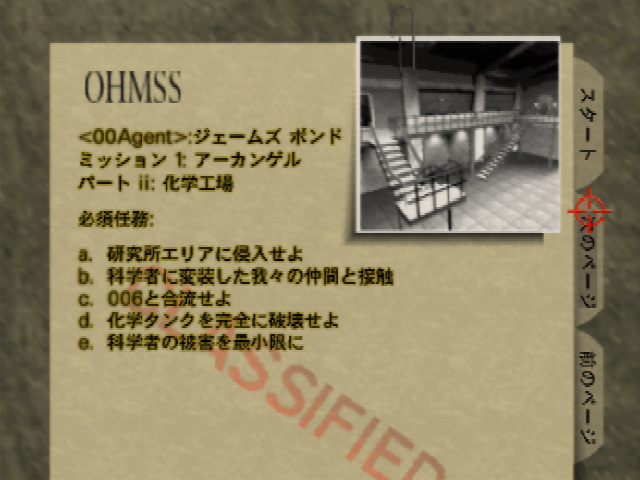 OHMSS
<00Agent>:ジェームズ ボンド
ミッション 1: アーカンゲル
パート ii: 化学工場
必須任務:
a. 研究所エリアに侵入せよ
b. 科学者に変装した我々の仲間と接触
c. 006と合流せよ
d. 化学タンクを完全に破壊せよ
e. 科学者の被害を最小限に
CLASSIFIED
スタート
のページ
前のページ